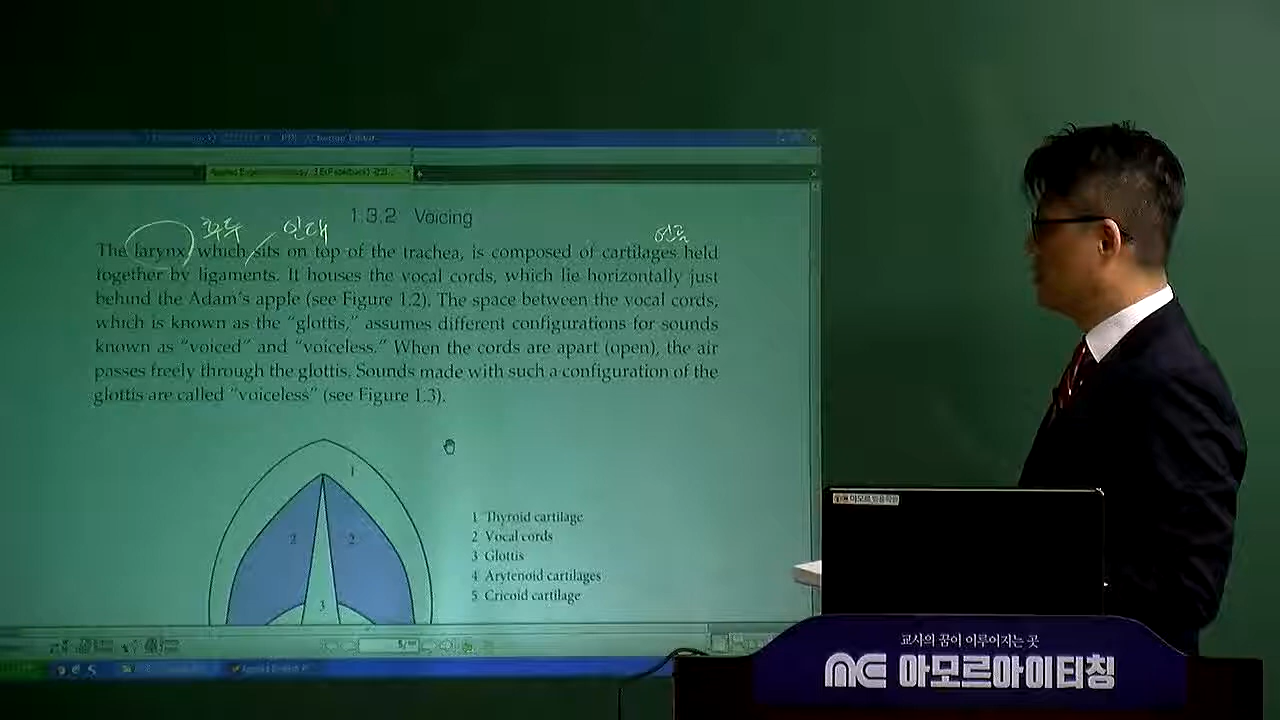 1.3.2 Voicing
후두 인대 연골
The larynx, which sits on top of the trachea, is composed of cartilages held
together by ligaments. It houses the vocal cords, which lie horizontally just
behind the Adam's apple (see Figure 1.2). The space between the vocal cords,
which is known as the "glottis," assumes different configurations for sounds
known as "voiced" and "voiceless." When the cords are apart (open), the air
passes freely through the glottis. Sounds made with such a configuration of the
glottis are called "voiceless" (see Figure 1.3).
1
2 2
3
1 Thyroid cartilage
2 Vocal cords
3 Glottis
4 Arytenoid cartilages
5 Cricoid cartilage
교사의 꿈이 이루어지는 곳
아모르아이티칭